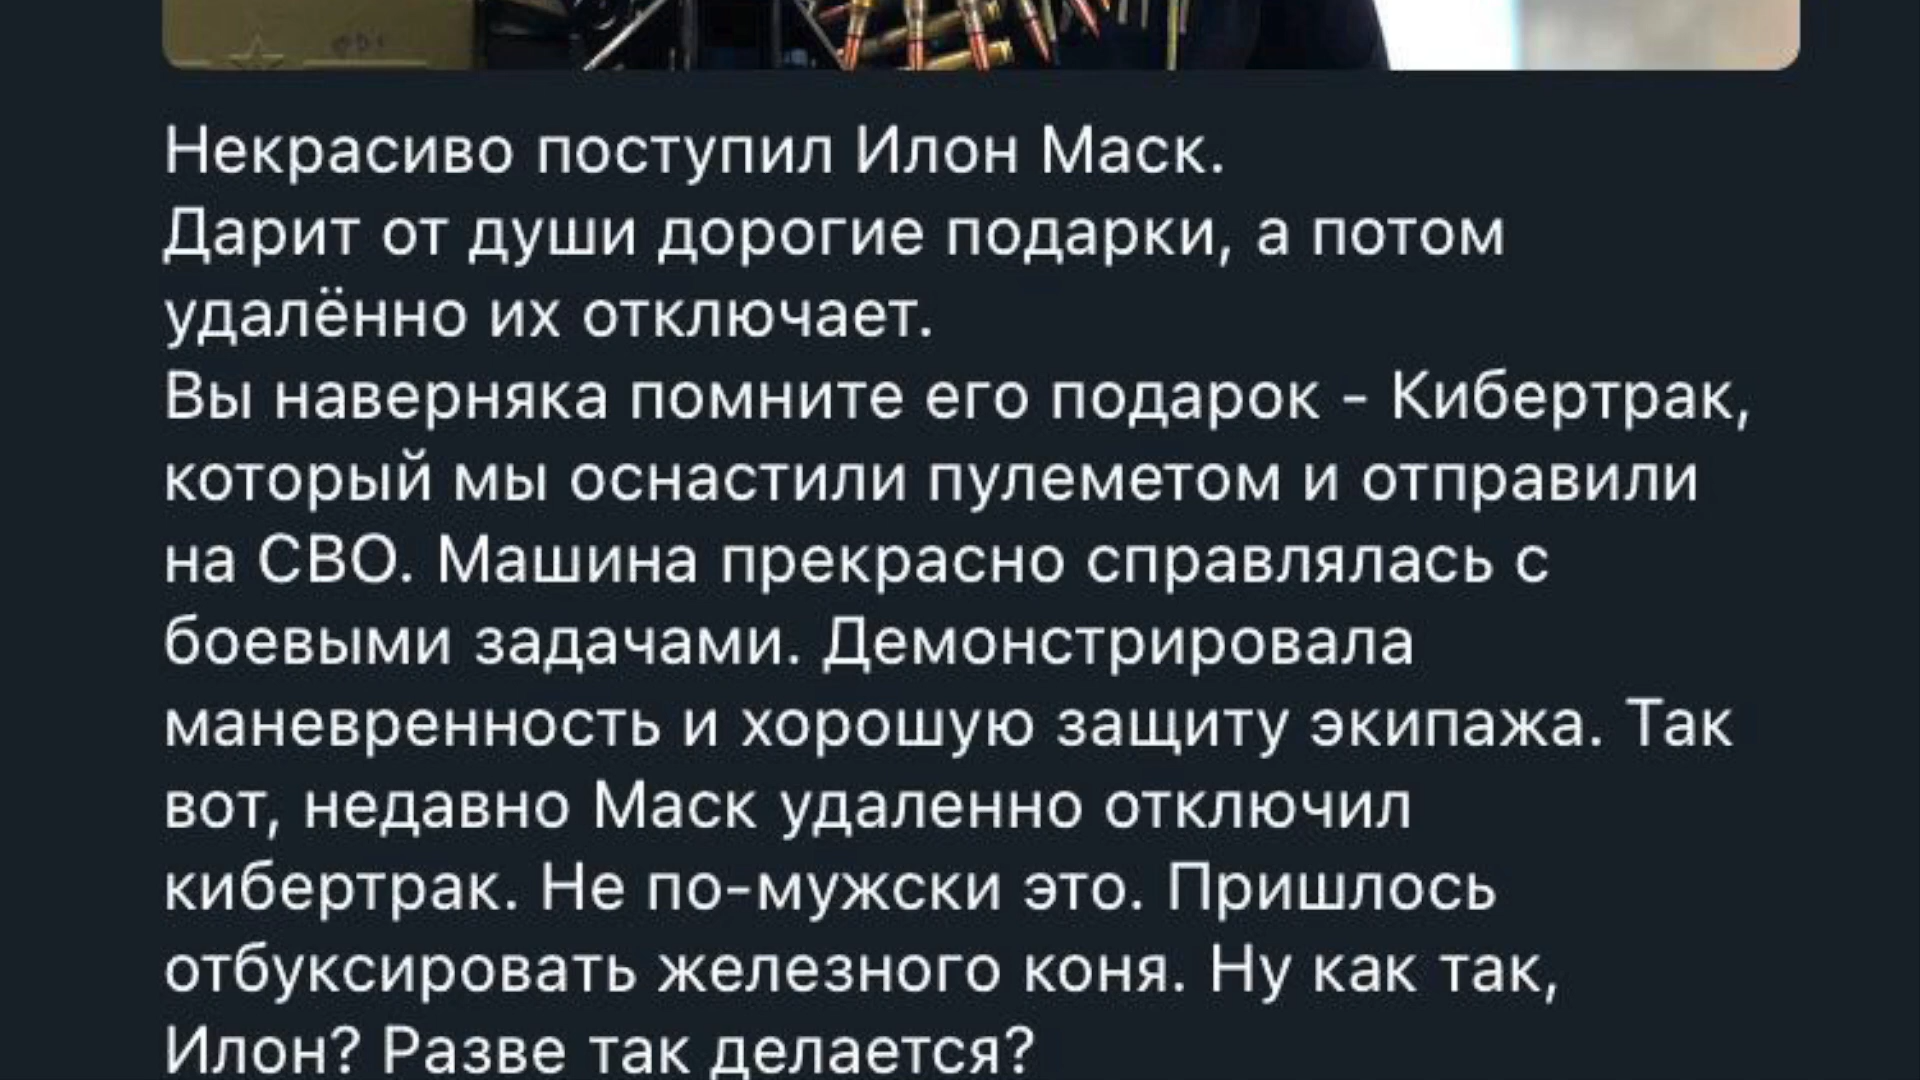 Некрасиво поступил Илон Маск.
Дарит от души дорогие подарки, а потом
удалённо их отключает.
Вы наверняка помните его подарок - Кибертрак,
который мы оснастили пулеметом и отправили
на СВО. Машина прекрасно справлялась с
боевыми задачами. Демонстрировала
маневренность и хорошую защиту экипажа. Так
вот, недавно Маск удаленно отключил
кибертрак. Не по-мужски это. Пришлось
отбуксировать железного коня. Ну как так,
Илон? Разве так делается?